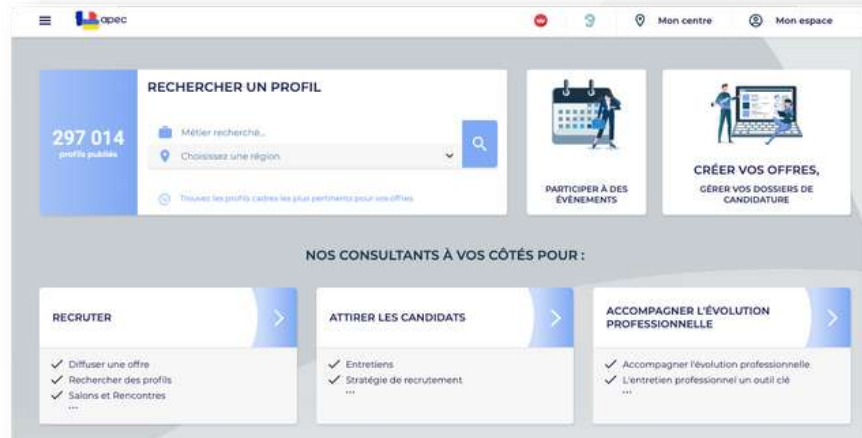 apec
Mon centre
Mon espace
297 014
profils publiés
RECHERCHER UN PROFIL
Métier recherché...
Choisissez une région
Trouvez les profils cadres les plus pertinents pour vos offres
PARTICIPER À DES
ÉVÈNEMENTS
CRÉER VOS OFFRES,
GÉRER VOS DOSSIERS DE
CANDIDATURE
NOS CONSULTANTS À VOS CÔTÉS POUR :
RECRUTER
Diffuser une offre
Rechercher des profils
Salons et Rencontres
...
ATTIRER LES CANDIDATS
Entretiens
Stratégie de recrutement
...
ACCOMPAGNER L'ÉVOLUTION
PROFESSIONNELLE
Accompagner l'évolution professionnelle
L'entretien professionnel un outil clé
...